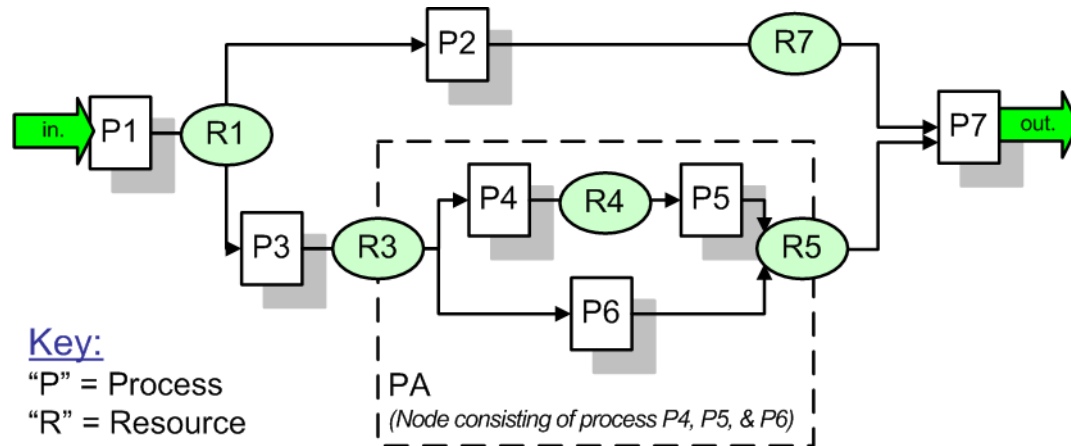 P2
R7
in.
P1
R1
P7
out.
P4
R4
P5
P3
R3
R5
P6
Key:
“P” = Process
“R” = Resource
PA
(Node consisting of process P4, P5, & P6)